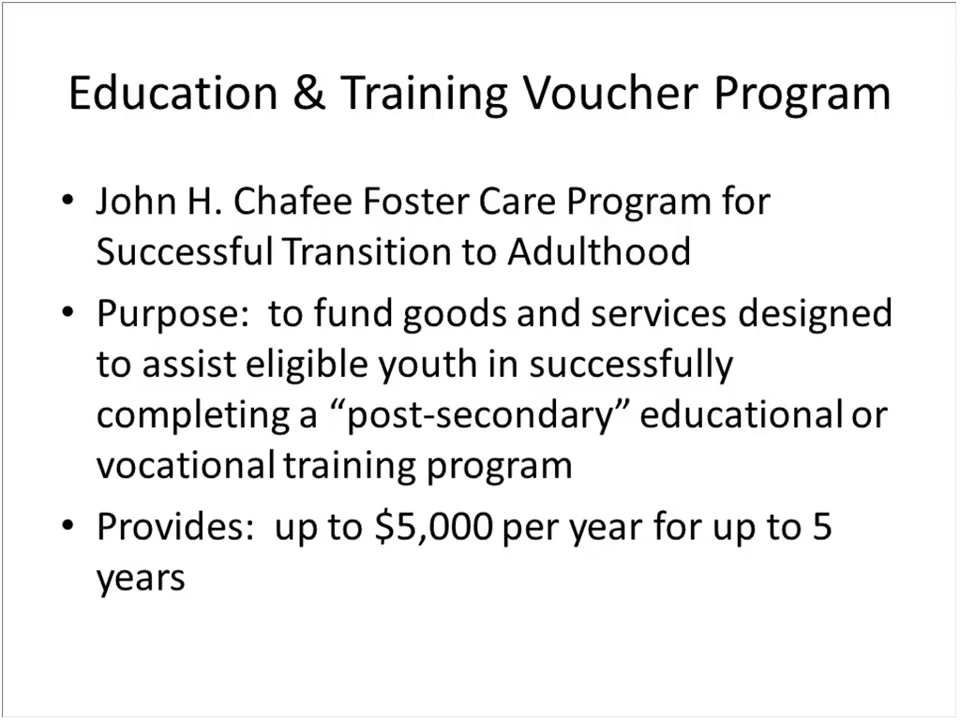 Education & Training Voucher Program
• John H. Chafee Foster Care Program for
Successful Transition to Adulthood
• Purpose:  to fund goods and services designed
to assist eligible youth in successfully
completing a “post-secondary” educational or
vocational training program
• Provides:  up to $5,000 per year for up to 5
years